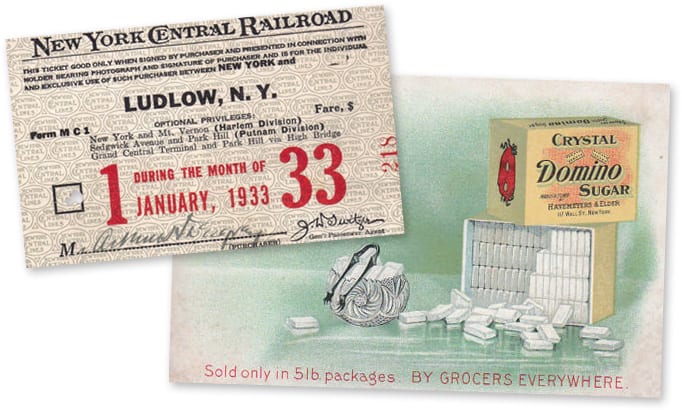 NEW YORK CENTRAL RAILROAD
THIS TICKET GOOD ONLY WHEN SIGNED BY PURCHASER AND PRESENTED IN CONNECTION WITH
HOLDER BEARING PHOTOGRAPH AND SIGNATURE OF PURCHASER AND IS FOR THE INDIVIDUAL
AND EXCLUSIVE USE OF SUCH PURCHASER BETWEEN NEW YORK and
LUDLOW, N. Y.
OPTIONAL PRIVILEGES: Fare, $
Form M C 1 New York and Mt. Vernon (Harlem Division)
Sedgwick Avenue and Park Hill (Putnam Division)
Grand Central Terminal and Park Hill via High Bridge
1 DURING THE MONTH OF 33
JANUARY, 1933
218
M
(PURCHASER) Gen'l Passenger Agent
CRYSTAL
Domino
SUGAR
HAVEMEYERS & ELDER
117 WALL ST. NEW YORK.
Sold only in 5lb. packages. BY GROCERS EVERYWHERE.